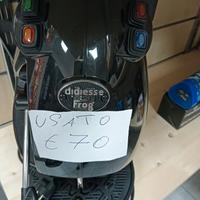 didiesse
Frog
USATO
€ 70